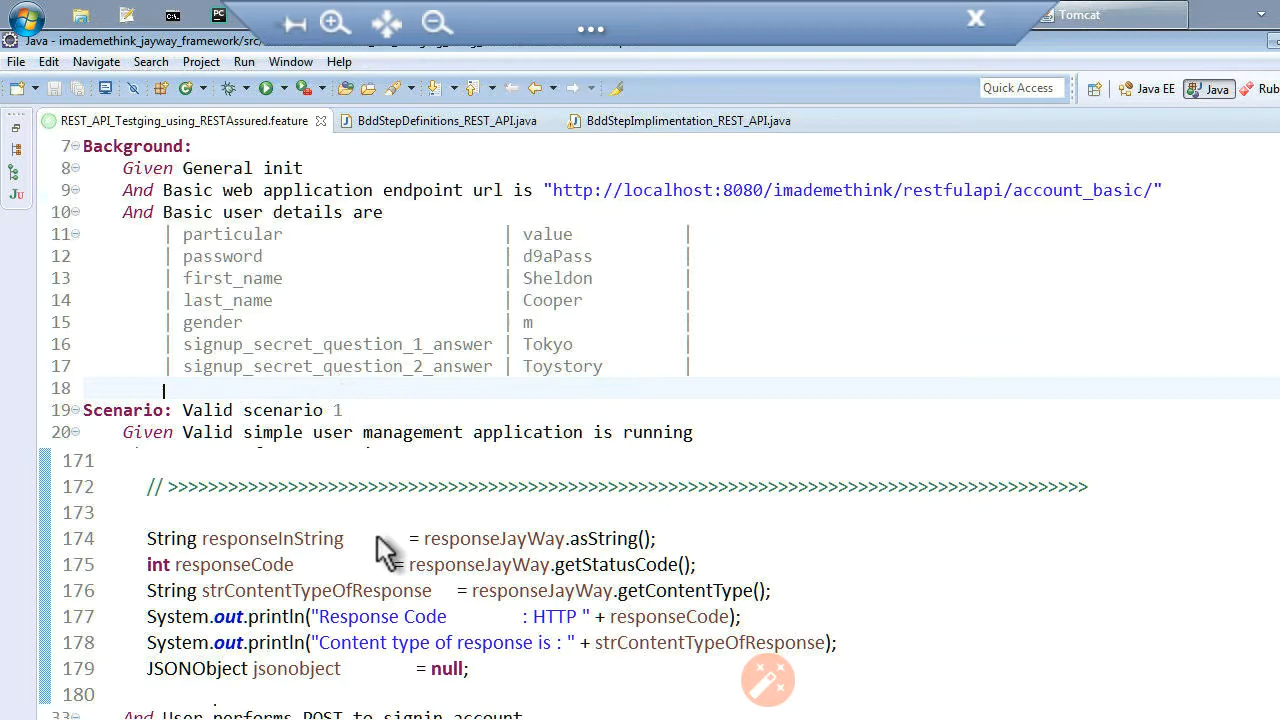 Tomcat
Java - imademethink_jayway_framework/src/
File Edit Navigate Search Project Run Window Help
Quick Access Java EE Java Rub
REST_API_Testging_using_RESTAssured.feature BddStepDefinitions_REST_API.java BddStepImplimentation_REST_API.java
7 Background:
8 Given General init
9 And Basic web application endpoint url is "http://localhost:8080/imademethink/restfulapi/account_basic/"
10 And Basic user details are
11 | particular | value |
12 | password | d9aPass |
13 | first_name | Sheldon |
14 | last_name | Cooper |
15 | gender | m |
16 | signup_secret_question_1_answer | Tokyo |
17 | signup_secret_question_2_answer | Toystory |
18
19 Scenario: Valid scenario 1
20 Given Valid simple user management application is running
171
172 // >>>>>>>>>>>>>>>>>>>>>>>>>>>>>>>>>>>>>>>>>>>>>>>>>>>>>>>>>>>>>>>>>>>>>>>>>>>
173
174 String responseInString = responseJayWay.asString();
175 int responseCode = responseJayWay.getStatusCode();
176 String strContentTypeOfResponse = responseJayWay.getContentType();
177 System.out.println("Response Code : HTTP " + responseCode);
178 System.out.println("Content type of response is : " + strContentTypeOfResponse);
179 JSONObject jsonobject = null;
180
33 And User performs POST to signin account